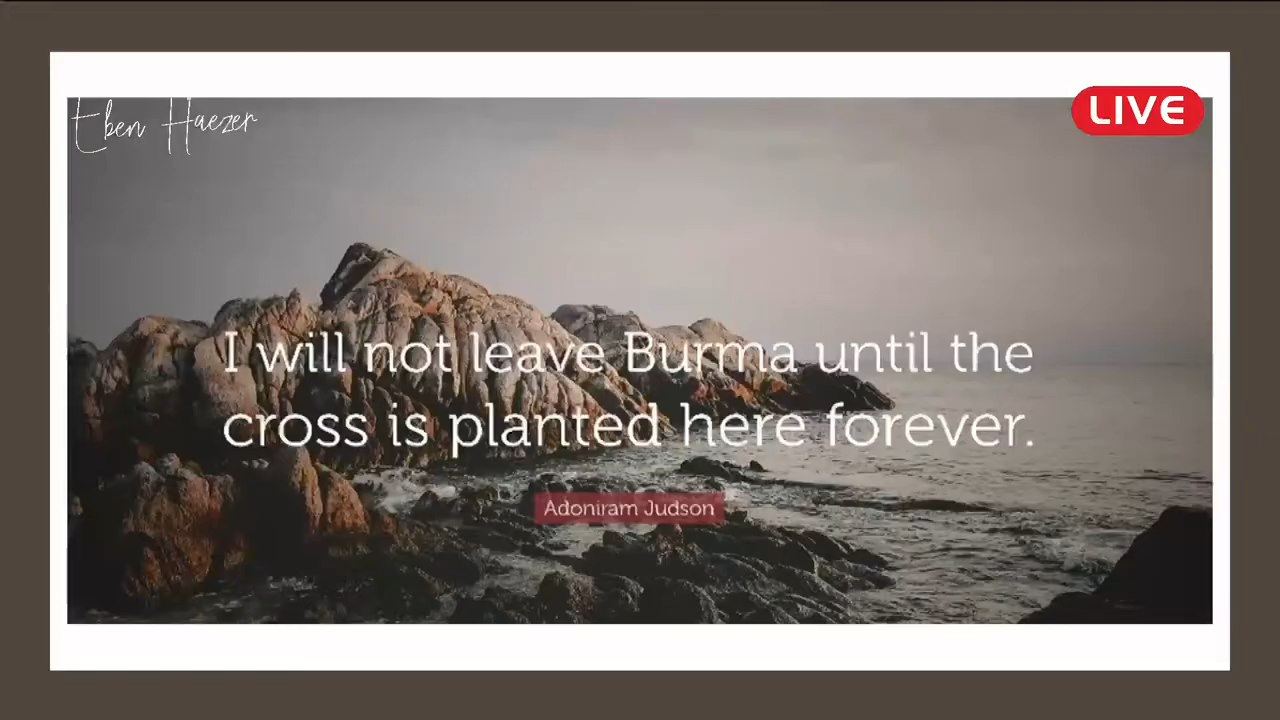 Eben Haezer
LIVE
I will not leave Burma until the
cross is planted here forever.
Adoniram Judson